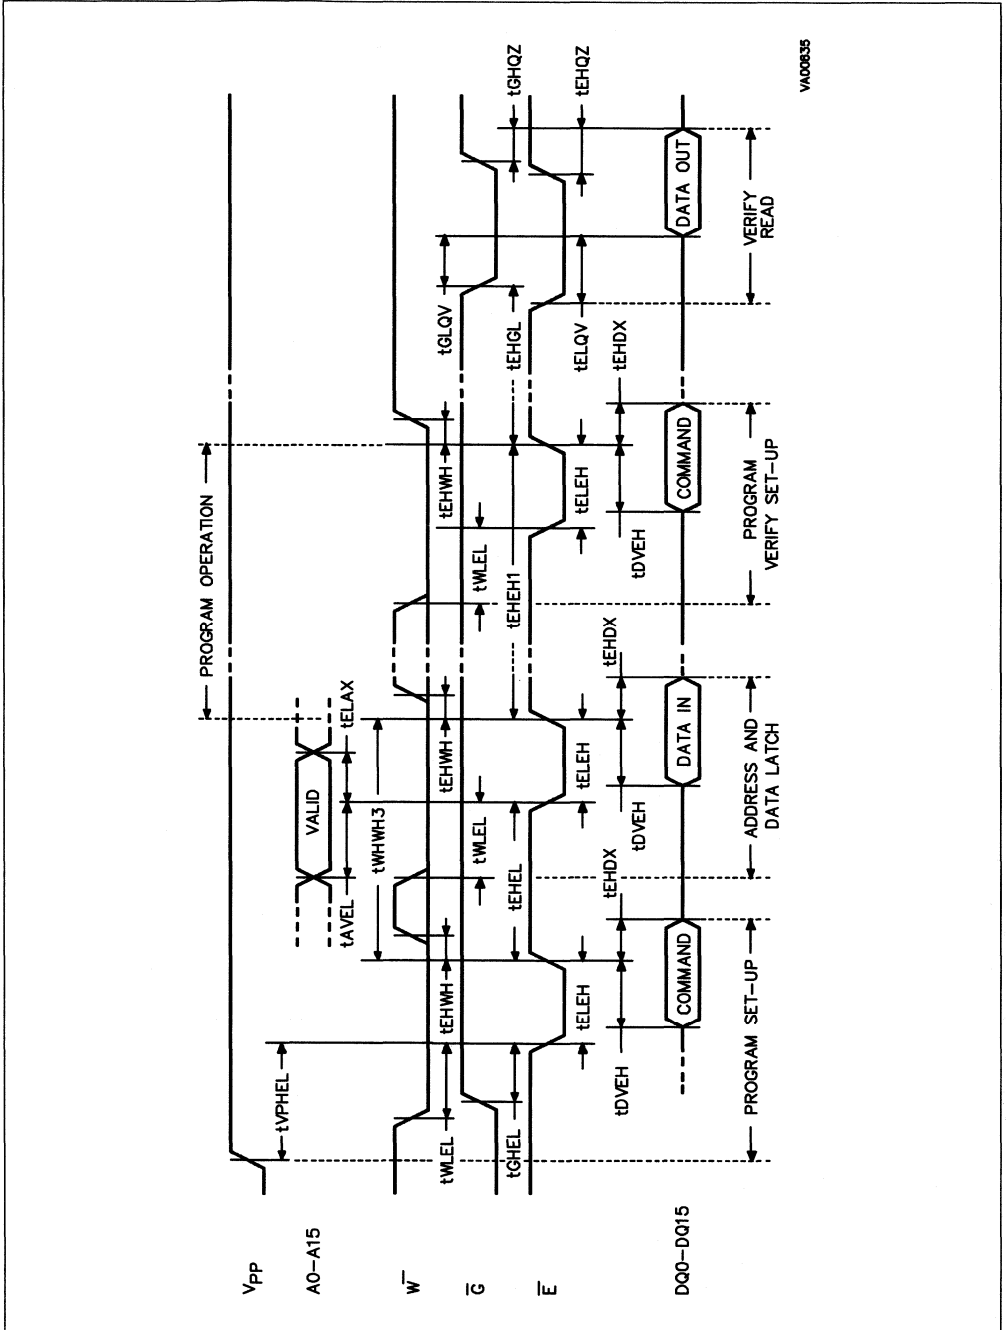 VPP
tVPHEL
PROGRAM OPERATION
A0-A15
tAVEL
VALID
tELAX
tWHWH3
W
tWLEL
tEHWH
tWLEL
tEHWH
tWLEL
tEHWH
tGLQV
G
tGHEL
tEHEL
tEHEH1
tEHGL
tGHQZ
E
tELEH
tELEH
tELEH
tELQV
tEHQZ
tDVEH
tEHDX
tDVEH
tEHDX
tDVEH
tEHDX
DQ0-DQ15
COMMAND
DATA IN
COMMAND
DATA OUT
PROGRAM SET-UP
ADDRESS AND
DATA LATCH
PROGRAM
VERIFY SET-UP
VERIFY
READ
VA00635